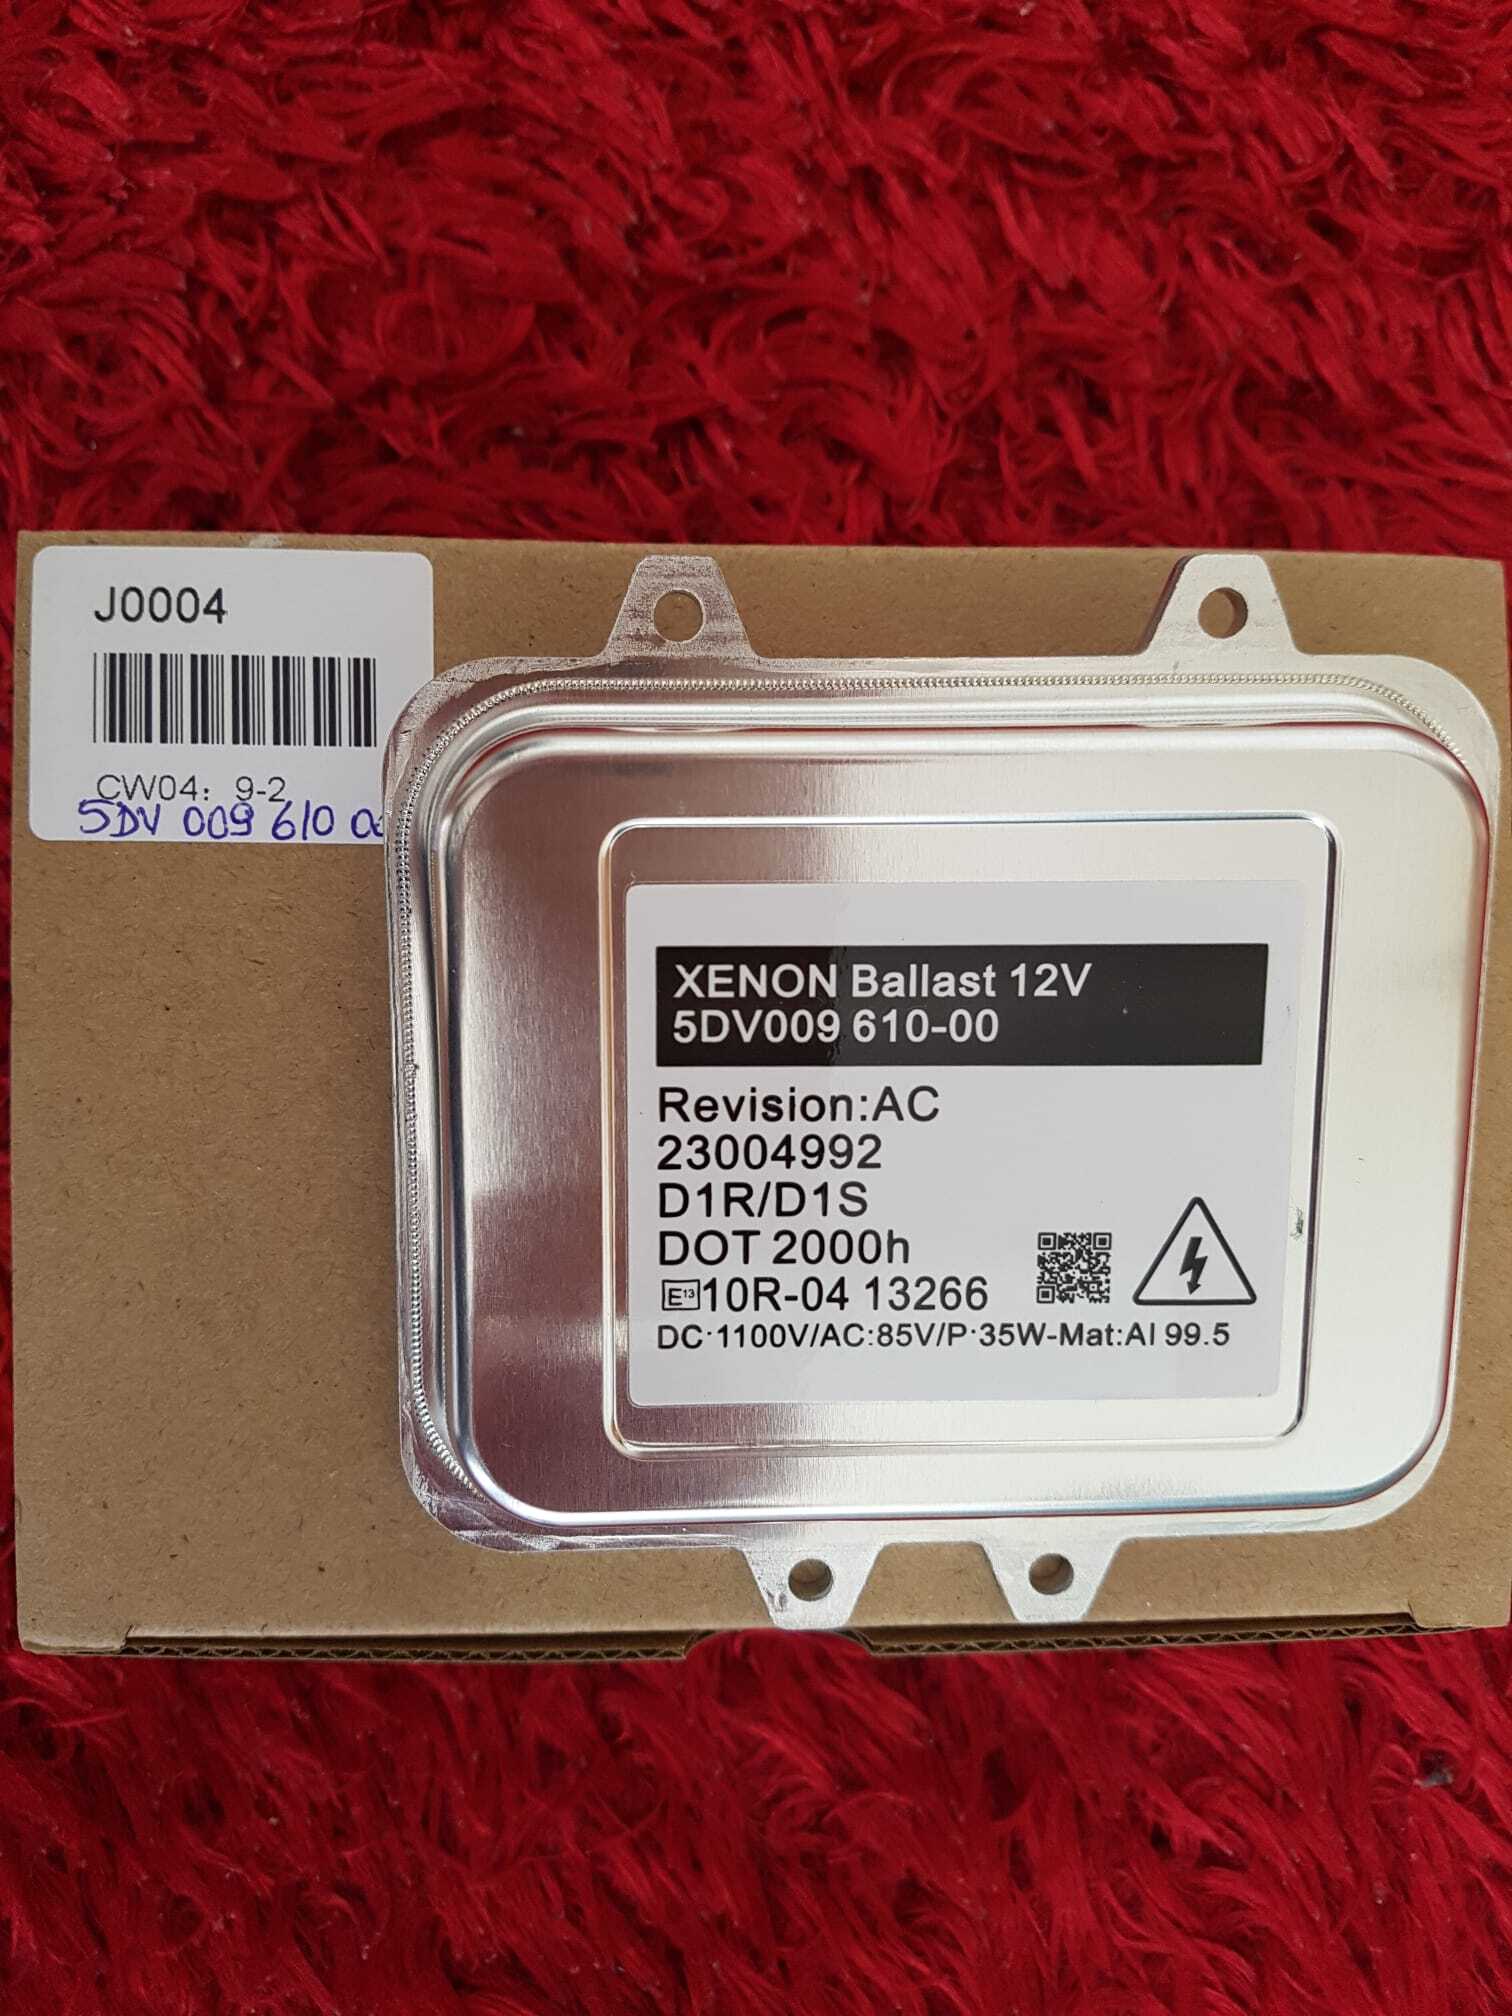 J0004
CW04: 9-2
5DV 009 610
XENON Ballast 12V
5DV009 610-00
Revision:AC
23004992
D1R/D1S
DOT 2000h
E13 10R-04 13266
DC·1100V/AC:85V/P·35W-Mat:Al 99.5